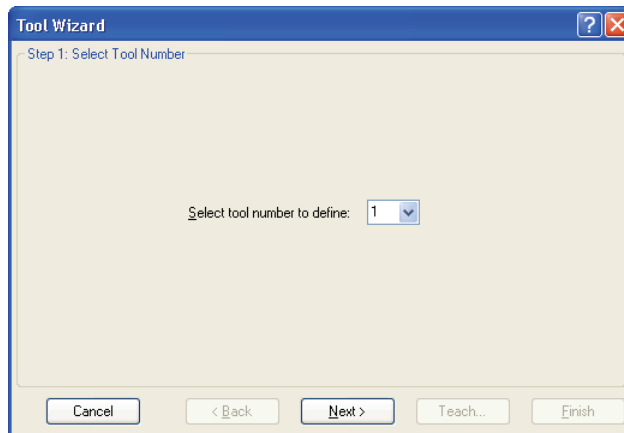 Tool Wizard
Step 1: Select Tool Number
Select tool number to define: 1
Cancel < Back Next > Teach... Finish